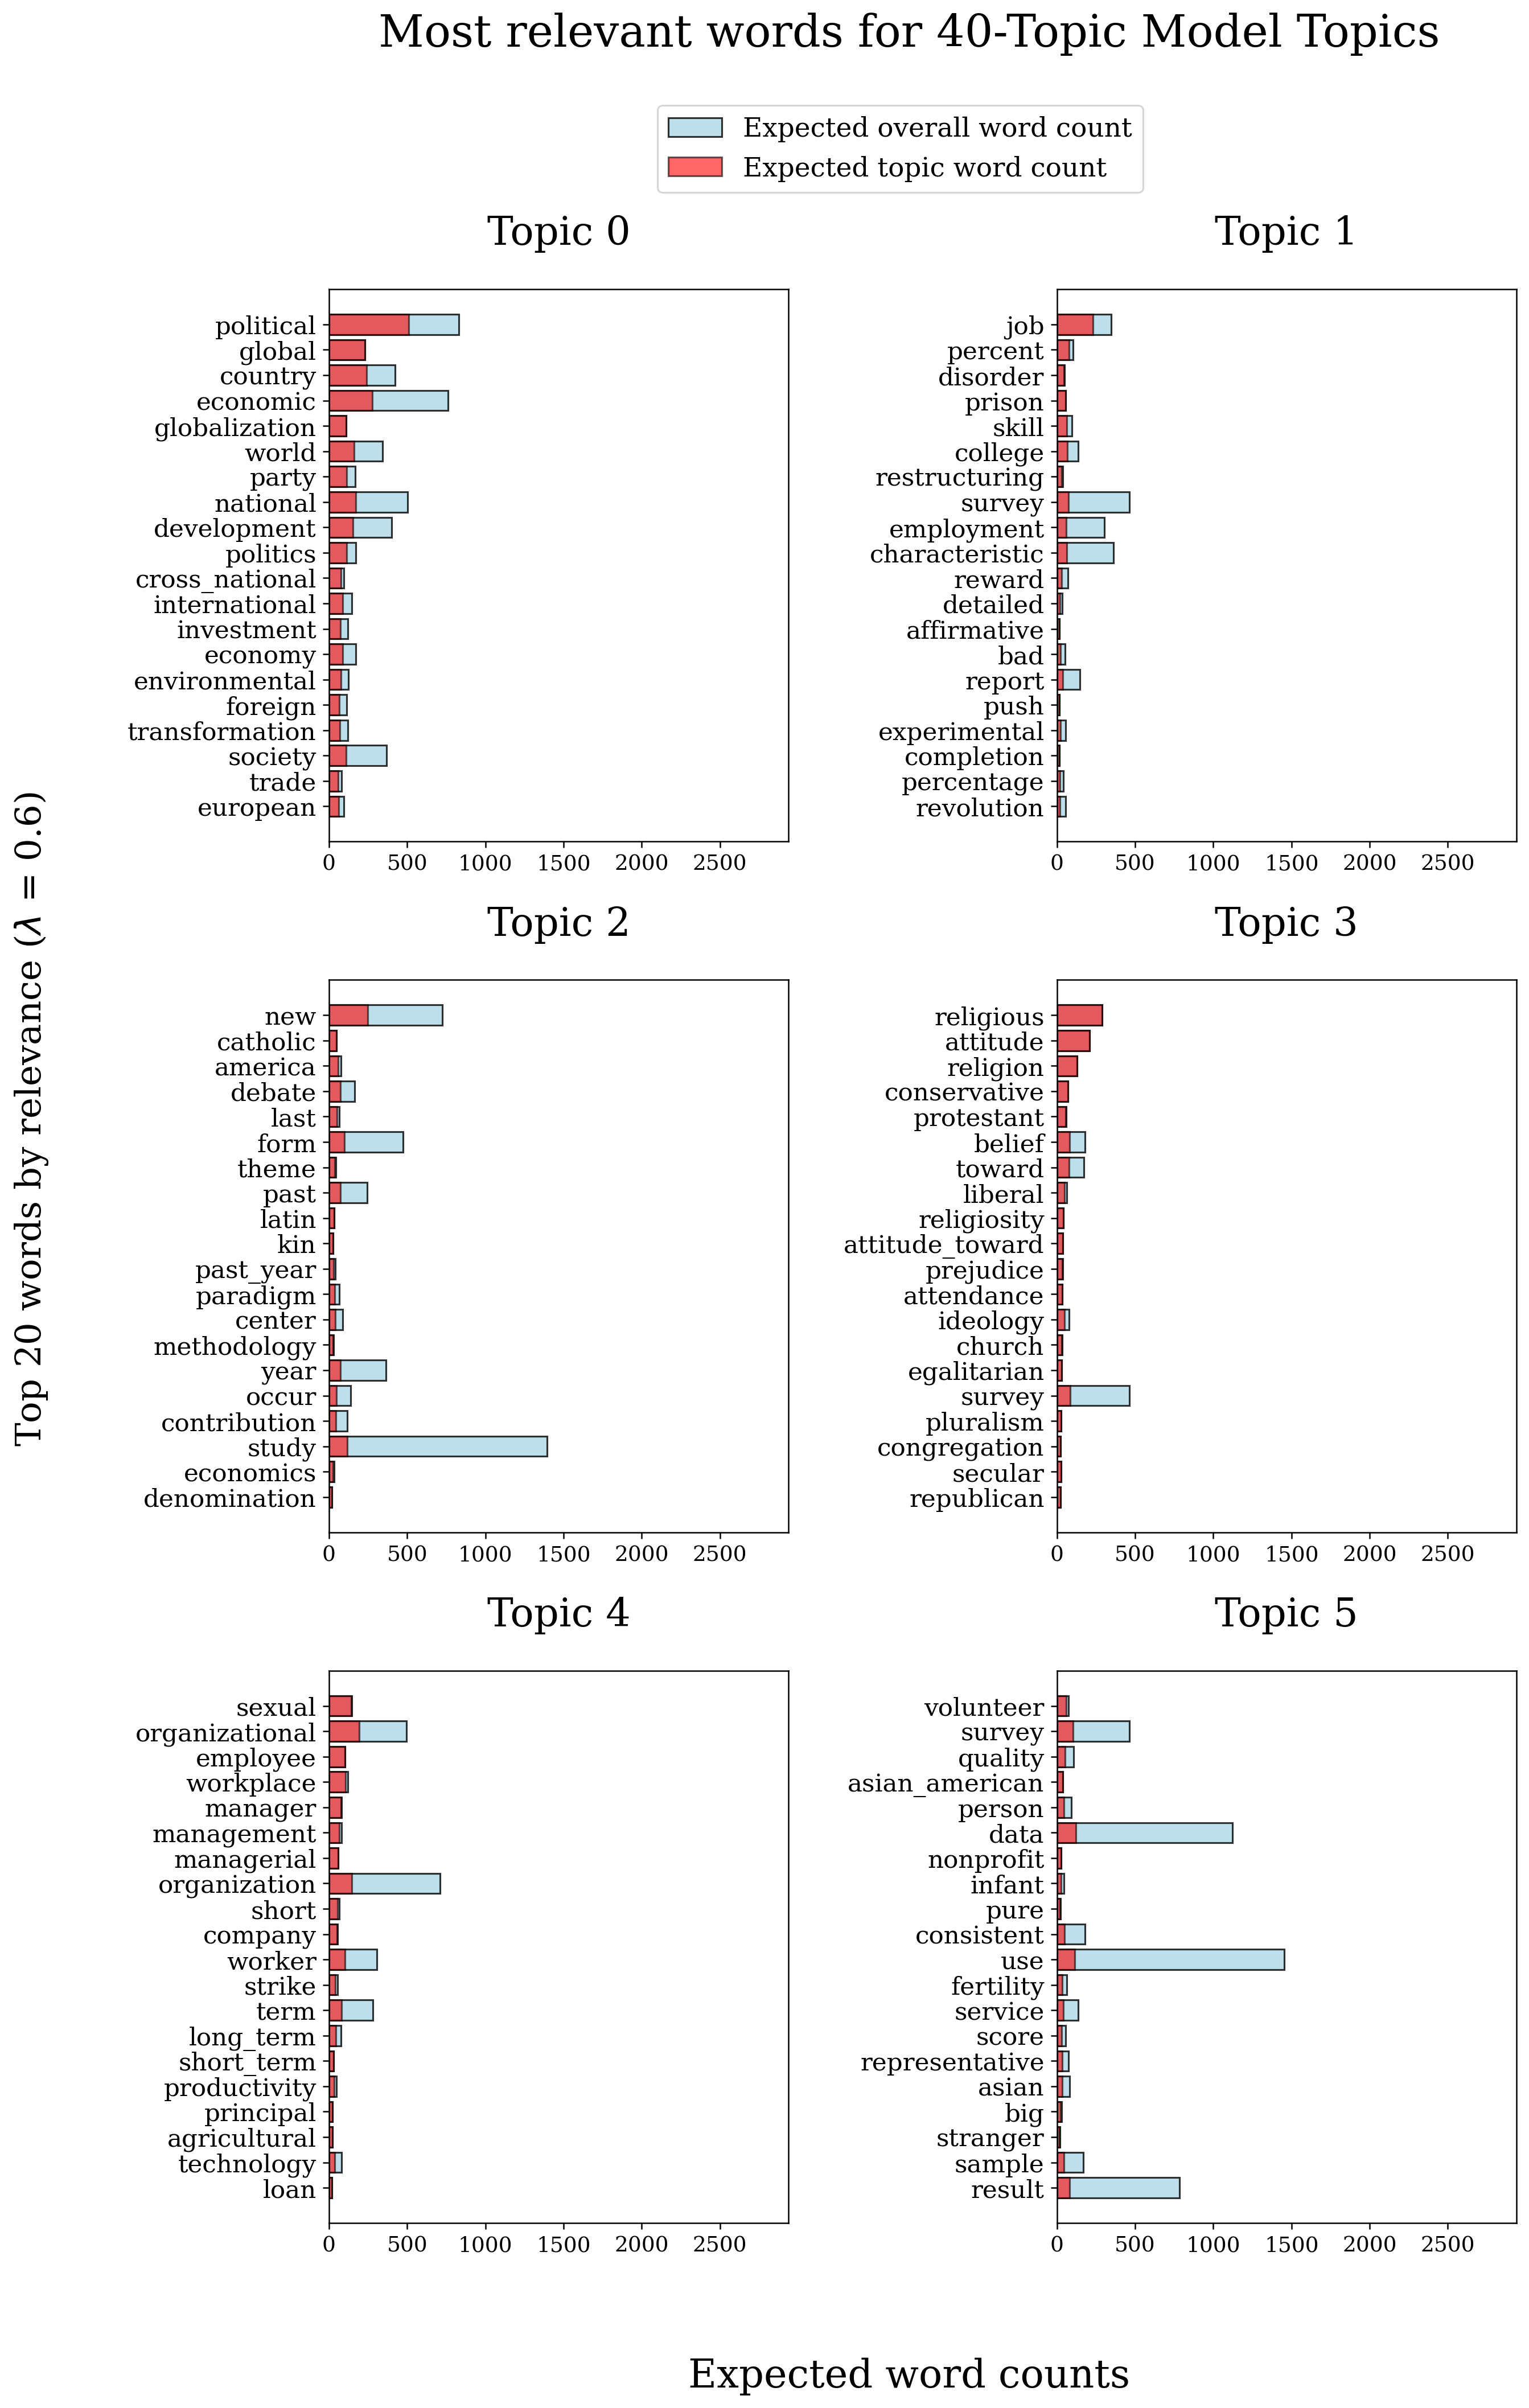 Most relevant words for 40-Topic Model Topics
Expected overall word count
Expected topic word count
Top 20 words by relevance (λ = 0.6)
Topic 0
political
global
country
economic
globalization
world
party
national
development
politics
cross_national
international
investment
economy
environmental
foreign
transformation
society
trade
european
0 500 1000 1500 2000 2500
Topic 1
job
percent
disorder
prison
skill
college
restructuring
survey
employment
characteristic
reward
detailed
affirmative
bad
report
push
experimental
completion
percentage
revolution
0 500 1000 1500 2000 2500
Topic 2
new
catholic
america
debate
last
form
theme
past
latin
kin
past_year
paradigm
center
methodology
year
occur
contribution
study
economics
denomination
0 500 1000 1500 2000 2500
Topic 3
religious
attitude
religion
conservative
protestant
belief
toward
liberal
religiosity
attitude_toward
prejudice
attendance
ideology
church
egalitarian
survey
pluralism
congregation
secular
republican
0 500 1000 1500 2000 2500
Topic 4
sexual
organizational
employee
workplace
manager
management
managerial
organization
short
company
worker
strike
term
long_term
short_term
productivity
principal
agricultural
technology
loan
0 500 1000 1500 2000 2500
Topic 5
volunteer
survey
quality
asian_american
person
data
nonprofit
infant
pure
consistent
use
fertility
service
score
representative
asian
big
stranger
sample
result
0 500 1000 1500 2000 2500
Expected word counts